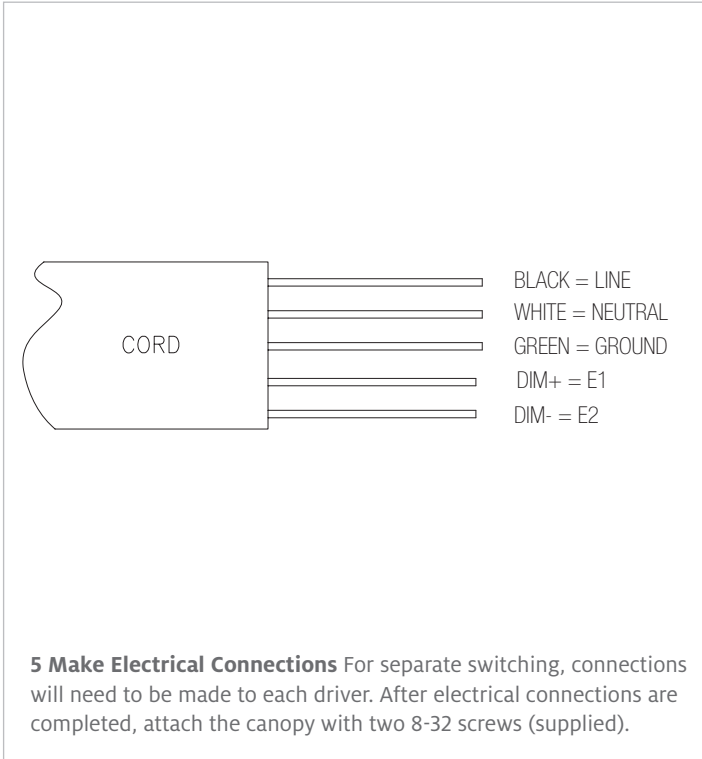 CORD
BLACK = LINE
WHITE = NEUTRAL
GREEN = GROUND
DIM+ = E1
DIM- = E2
5 Make Electrical Connections For separate switching, connections
will need to be made to each driver. After electrical connections are
completed, attach the canopy with two 8-32 screws (supplied).